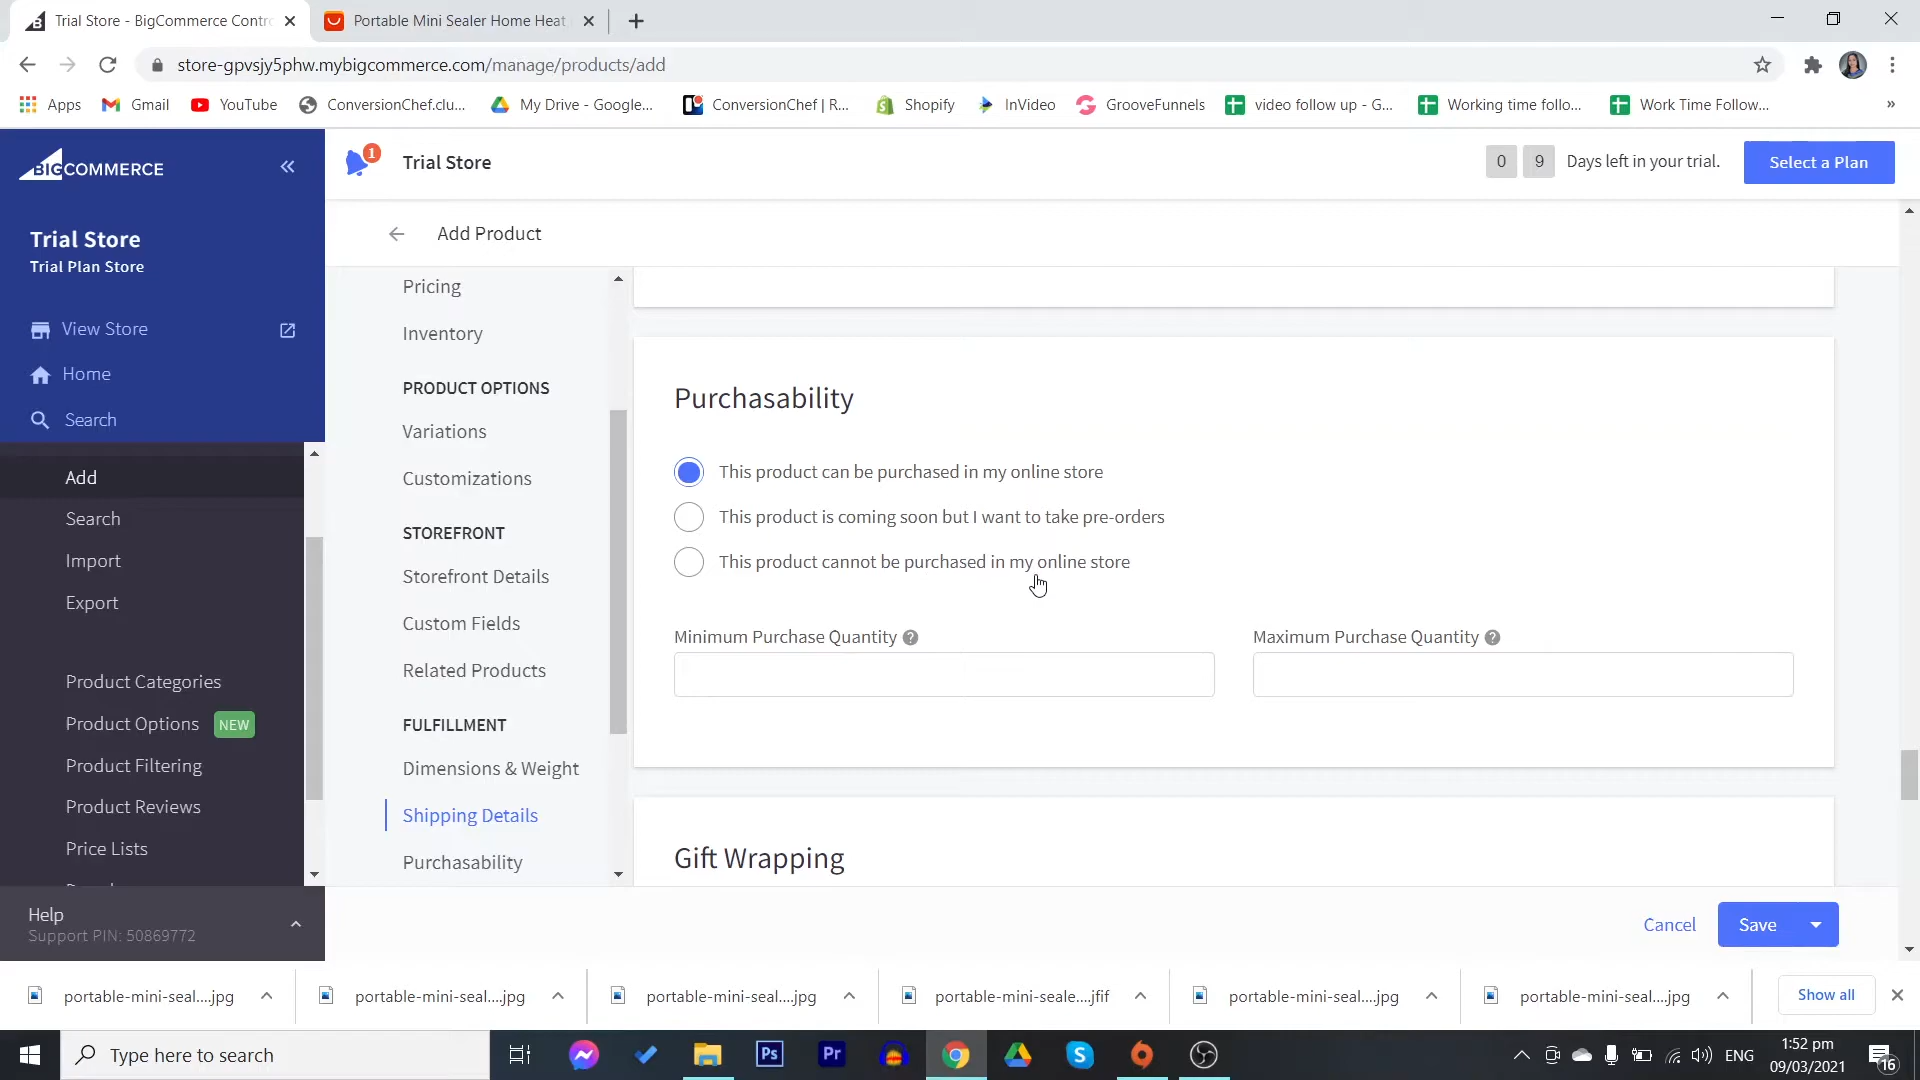 Trial Store - BigCommerce Contro
Portable Mini Sealer Home Heat
store-gpvsjy5phw.mybigcommerce.com/manage/products/add
Apps
Gmail
YouTube
ConversionChef.clu...
My Drive - Google...
ConversionChef | R...
Shopify
InVideo
GrooveFunnels
video follow up - G...
Working time follo...
Work Time Follow...
»
BIGCOMMERCE
1
Trial Store
0 9 Days left in your trial.
Select a Plan
Trial Store
Trial Plan Store
View Store
Home
Search
Add
Search
Import
Export
Product Categories
Product Options NEW
Product Filtering
Product Reviews
Price Lists
Help
Support PIN: 50869772
Add Product
Pricing
Inventory
PRODUCT OPTIONS
Variations
Customizations
STOREFRONT
Storefront Details
Custom Fields
Related Products
FULFILLMENT
Dimensions & Weight
Shipping Details
Purchasability
Purchasability
This product can be purchased in my online store
This product is coming soon but I want to take pre-orders
This product cannot be purchased in my online store
Minimum Purchase Quantity ?
Maximum Purchase Quantity ?
Gift Wrapping
Cancel
Save
portable-mini-seal....jpg
portable-mini-seal....jpg
portable-mini-seal....jpg
portable-mini-seale....jfif
portable-mini-seal....jpg
portable-mini-seal....jpg
Show all
Type here to search
Ps
Pr
ENG
1:52 pm
09/03/2021
16